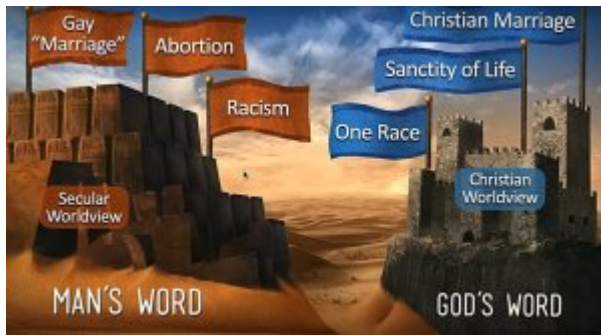 Gay
"Marriage"
Abortion
Racism
Secular
Worldview
MAN'S WORD
Christian Marriage
Sanctity of Life
One Race
Christian
Worldview
GOD'S WORD